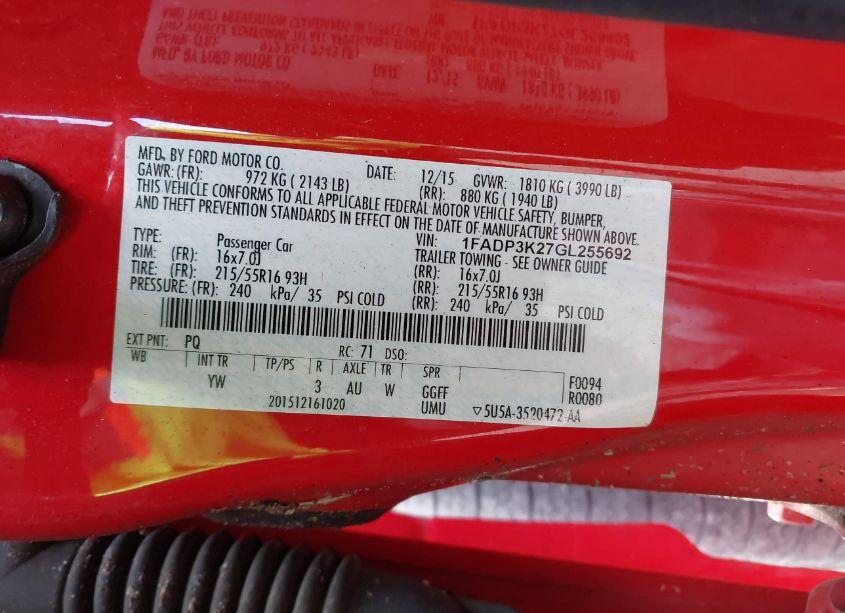 MFD. BY FORD MOTOR CO. DATE: 12/15 GVWR: 1810 KG ( 3990 LB)
GAWR: (FR): 972 KG ( 2143 LB) (RR): 880 KG ( 1940 LB)
THIS VEHICLE CONFORMS TO ALL APPLICABLE FEDERAL MOTOR VEHICLE SAFETY, BUMPER,
AND THEFT PREVENTION STANDARDS IN EFFECT ON THE DATE OF MANUFACTURE SHOWN ABOVE.
VIN: 1FADP3K27GL255692
TYPE: Passenger Car TRAILER TOWING - SEE OWNER GUIDE
RIM: (FR): 16x7.0J (RR): 16x7.0J
TIRE: (FR): 215/55R16 93H (RR): 215/55R16 93H
PRESSURE: (FR): 240 kPa/ 35 PSI COLD (RR): 240 kPa/ 35 PSI COLD
EXT PNT: PQ RC: 71 DSO:
WB INT TR TP/PS R AXLE TR SPR F0094
YW 3 AU W GGFF R0080
201512161020 UMU ▽5U5A-3520472-AA